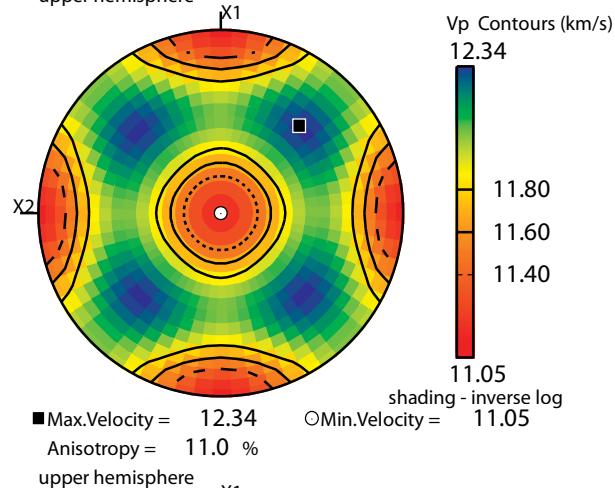 upper hemisphere
X1
Vp Contours (km/s)
12.34
X2
11.80
11.60
11.40
11.05
shading - inverse log
Max.Velocity = 12.34
Min.Velocity = 11.05
Anisotropy = 11.0 %
upper hemisphere
X1